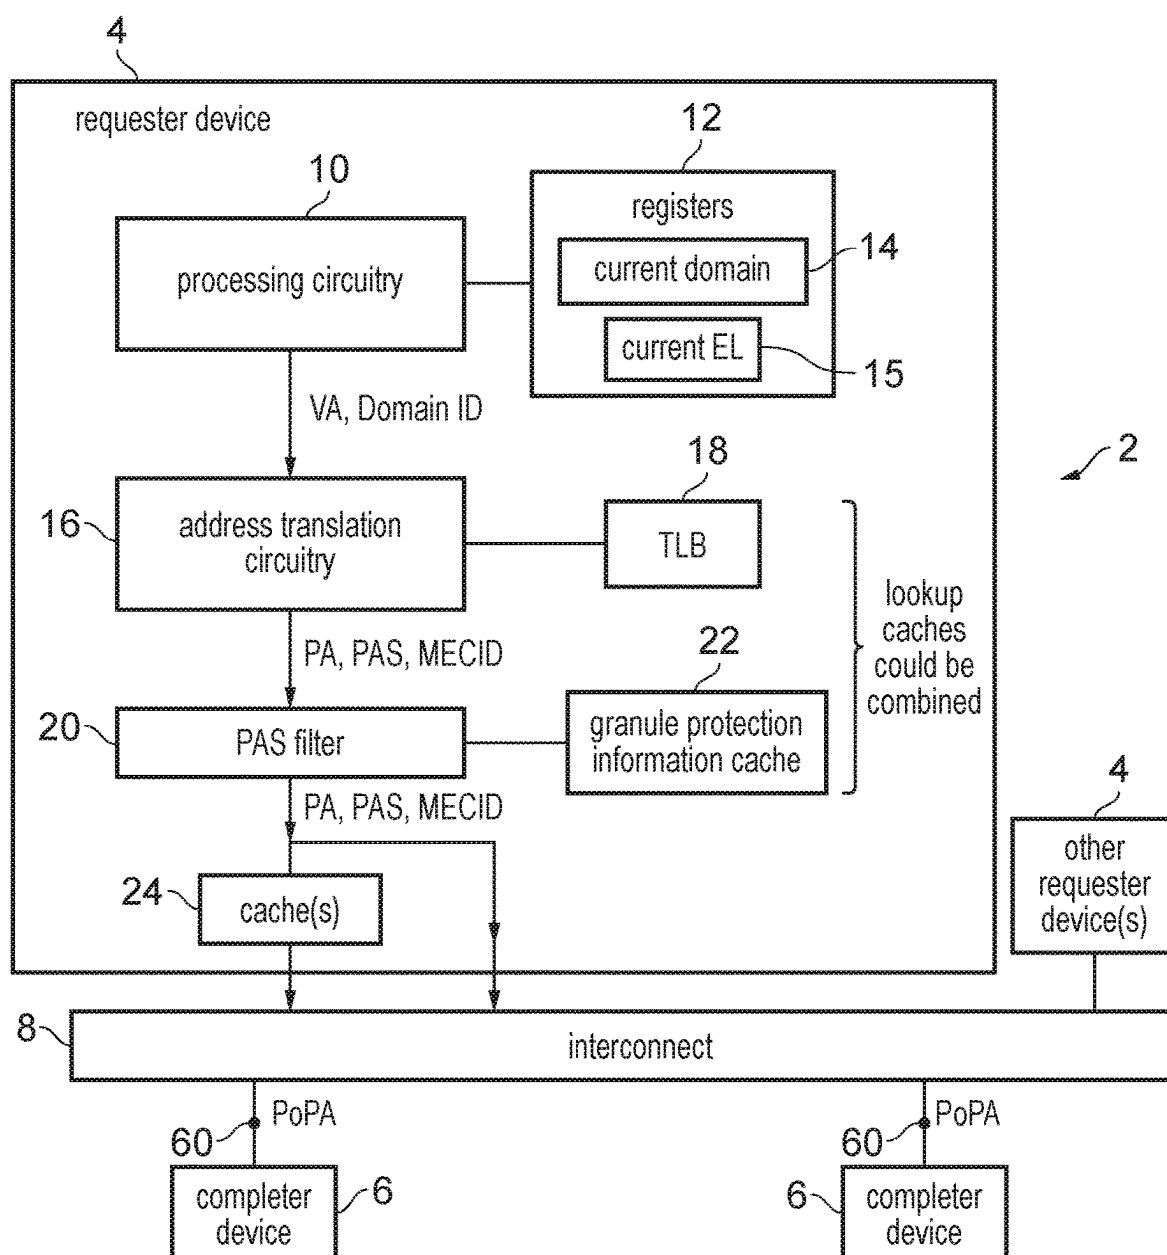 4
requester device
12
10
registers
processing circuitry
current domain
14
current EL
15
VA, Domain ID
2
18
16
address translation
circuitry
TLB
lookup
caches
could be
combined
PA, PAS, MECID
22
20
PAS filter
granule protection
information cache
PA, PAS, MECID
4
other
requester
device(s)
24
cache(s)
8
interconnect
PoPA
60
PoPA
60
completer
device
6
6
completer
device